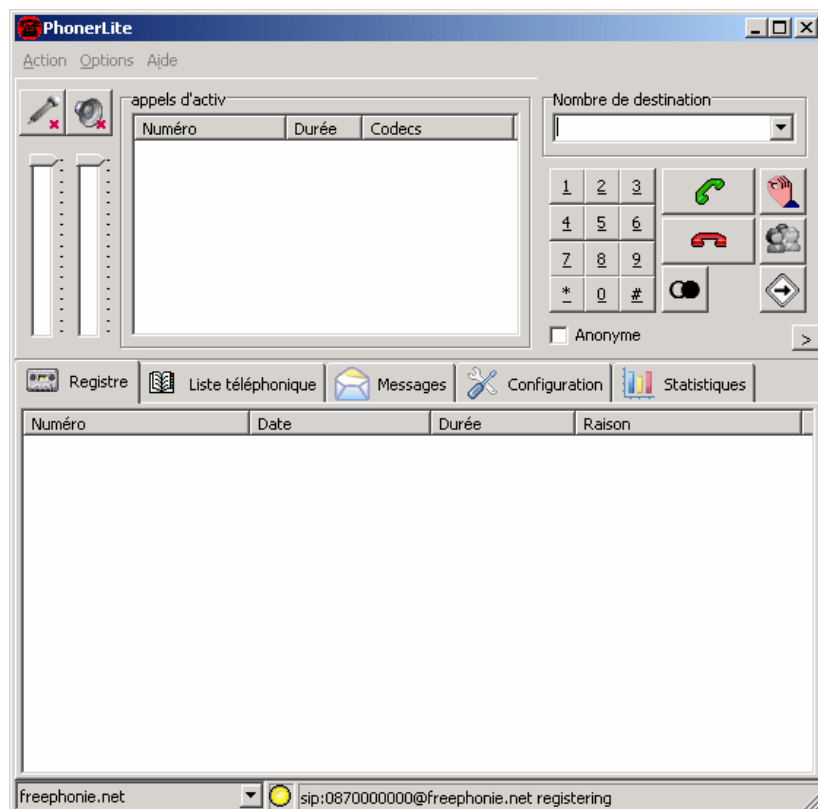 PhonerLite
Action Options Aide
appels d'activ
Numéro Durée Codecs
Nombre de destination
1 2 3
4 5 6
7 8 9
* 0 #
Anonyme
>
Registre Liste téléphonique Messages Configuration Statistiques
Numéro Date Durée Raison
freephonie.net sip:0870000000@freephonie.net registering